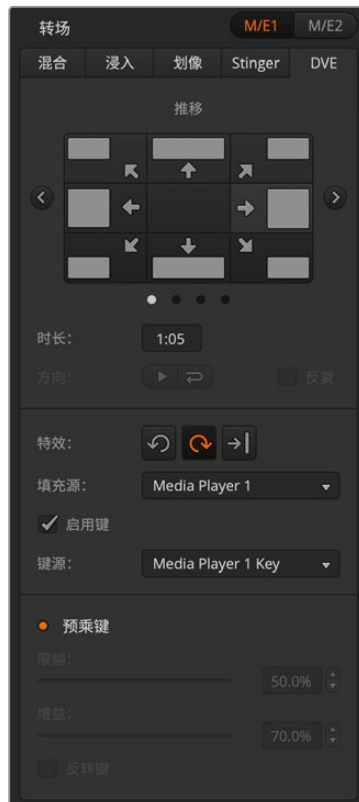 转场 M/E1 M/E2
混合 浸入 划像 Stinger DVE
推移
时长: 1:05
方向: 反复
特效:
填充源: Media Player 1
启用键
键源: Media Player 1 Key
预乘键
限幅:
50.0%
增益:
70.0%
反转键